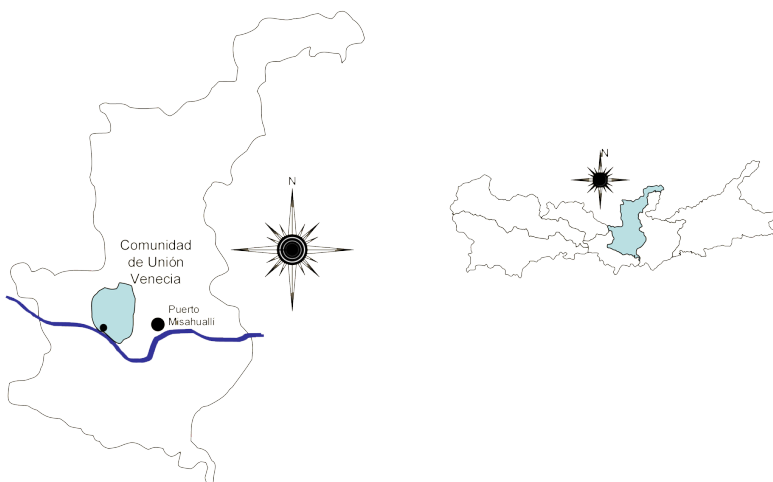 N
N
Comunidad
de Unión
Venecia
Puerto
Misahualli